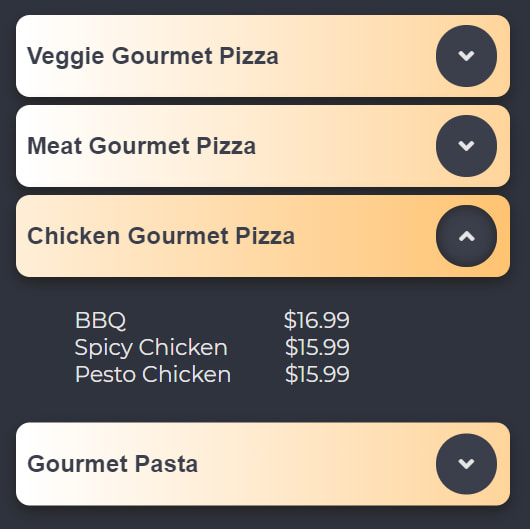 Veggie Gourmet Pizza
Meat Gourmet Pizza
Chicken Gourmet Pizza
BBQ $16.99
Spicy Chicken $15.99
Pesto Chicken $15.99
Gourmet Pasta